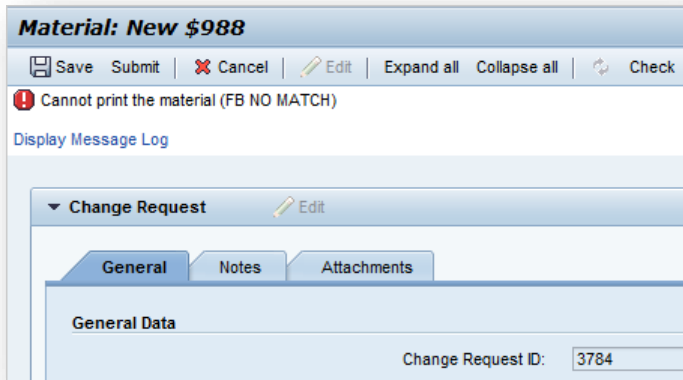 Material: New $988
Save Submit Cancel Edit Expand all Collapse all Check
Cannot print the material (FB NO MATCH)
Display Message Log
Change Request Edit
General Notes Attachments
General Data
Change Request ID: 3784